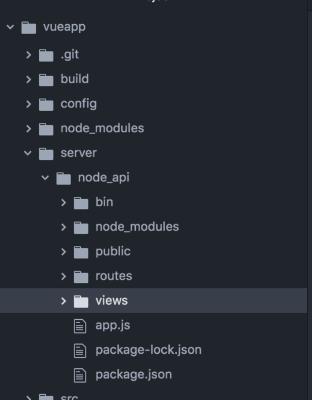 vueapp
.git
build
config
node_modules
server
node_api
bin
node_modules
public
routes
views
app.js
package-lock.json
package.json
src